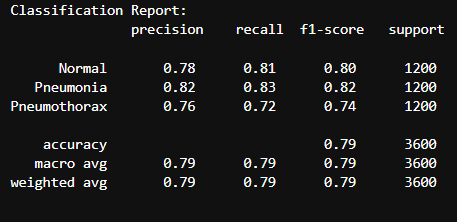 Classification Report:
precision recall f1-score support
Normal 0.78 0.81 0.80 1200
Pneumonia 0.82 0.83 0.82 1200
Pneumothorax 0.76 0.72 0.74 1200
accuracy 0.79 3600
macro avg 0.79 0.79 0.79 3600
weighted avg 0.79 0.79 0.79 3600